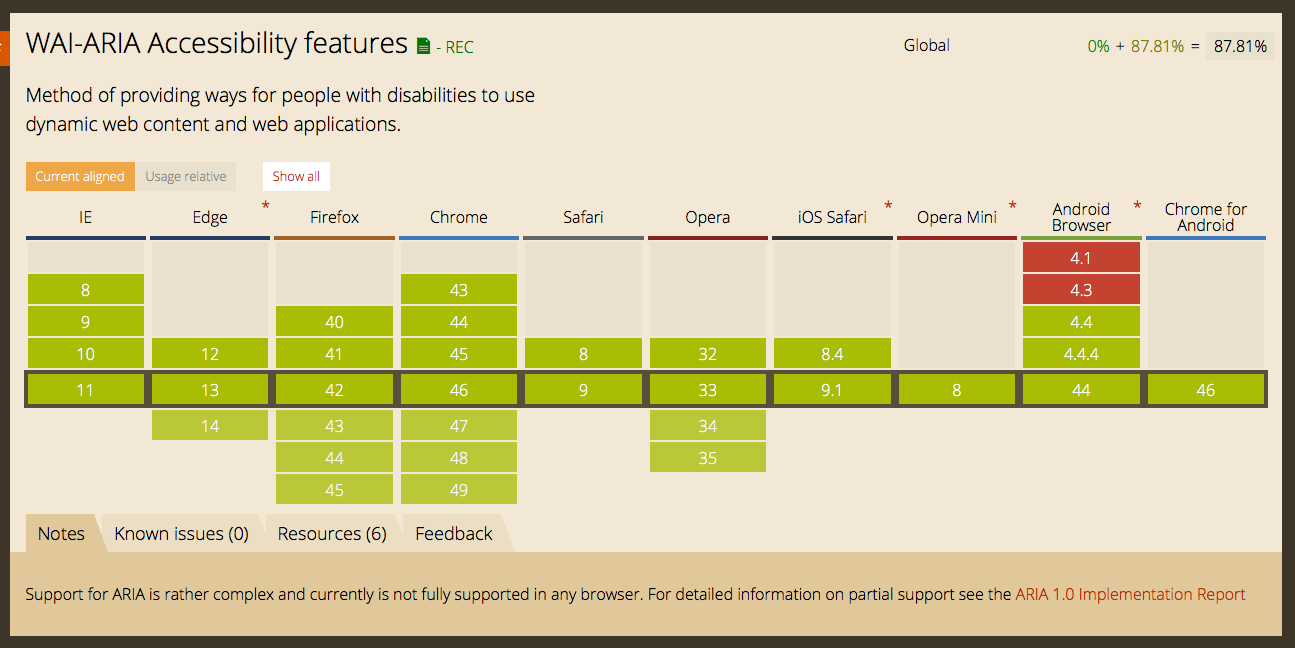 WAI-ARIA Accessibility features - REC
Global
0% + 87.81% = 87.81%
Method of providing ways for people with disabilities to use
dynamic web content and web applications.
Current aligned Usage relative Show all
IE Edge * Firefox Chrome Safari Opera iOS Safari * Opera Mini * Android Browser * Chrome for Android
4.1
8 43 4.3
9 40 44 4.4
10 12 41 45 8 32 8.4 4.4.4
11 13 42 46 9 33 9.1 8 44 46
14 43 47 34
44 48 35
45 49
Notes Known issues (0) Resources (6) Feedback
Support for ARIA is rather complex and currently is not fully supported in any browser. For detailed information on partial support see the ARIA 1.0 Implementation Report